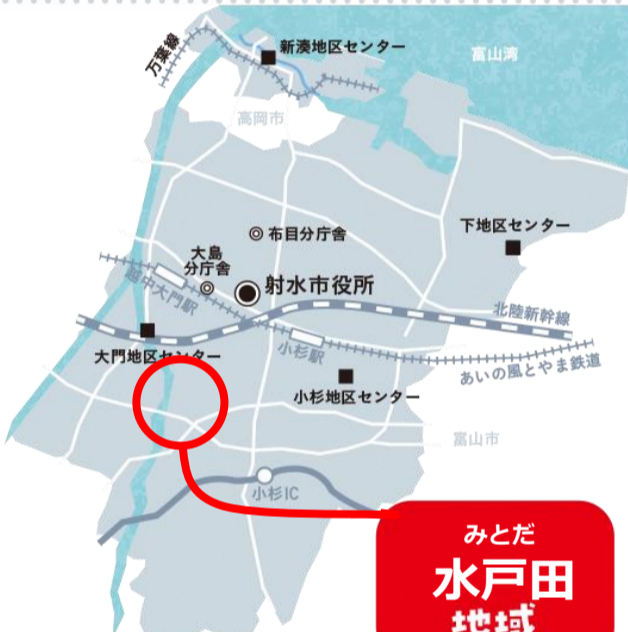 新湊地区センター
万葉線
富山湾
高岡市
布目分庁舎
下地区センター
大島
分庁舎
射水市役所
越中大門駅
北陸新幹線
大門地区センター
小杉駅
あいの風とやま鉄道
小杉地区センター
富山市
小杉IC
みとだ
水戸田
地域